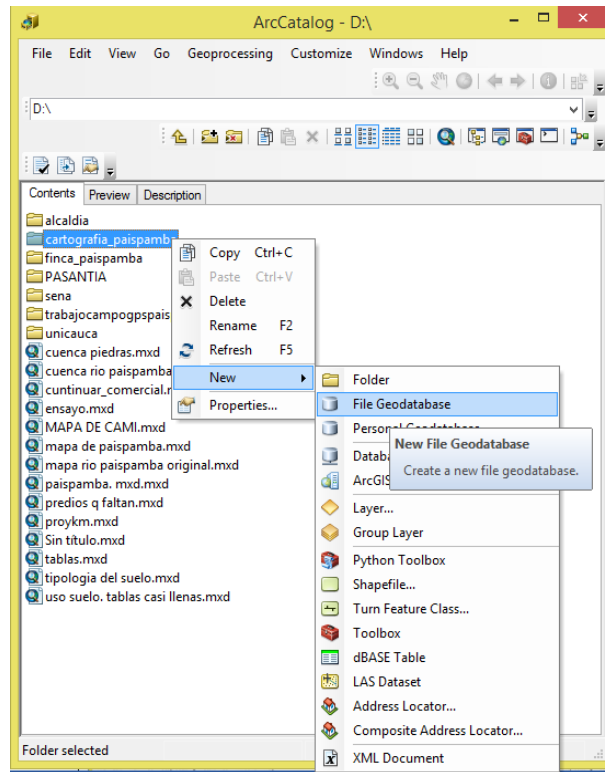 ArcCatalog - D:\
File Edit View Go Geoprocessing Customize Windows Help
D:\
Contents Preview Description
alcaldia
cartografia_paispamba
finca_paispamba
PASANTIA
sena
trabajocampogpspais
unicauca
cuenca piedras.mxd
cuenca rio paispamba
cuntinuar_comercial.r
ensayo.mxd
MAPA DE CAMI.mxd
mapa de paispamba.mxd
mapa rio paispamba original.mxd
paispamba. mxd.mxd
predios q faltan.mxd
proykm.mxd
Sin título.mxd
tablas.mxd
tipologia del suelo.mxd
uso suelo. tablas casi llenas.mxd
Copy Ctrl+C
Paste Ctrl+V
Delete
Rename F2
Refresh F5
New
Properties...
Folder
File Geodatabase
Personal Geodatabase
Databa
ArcGIS
Layer...
Group Layer
Python Toolbox
Shapefile...
Turn Feature Class...
Toolbox
dBASE Table
LAS Dataset
Address Locator...
Composite Address Locator...
XML Document
New File Geodatabase
Create a new file geodatabase.
Folder selected